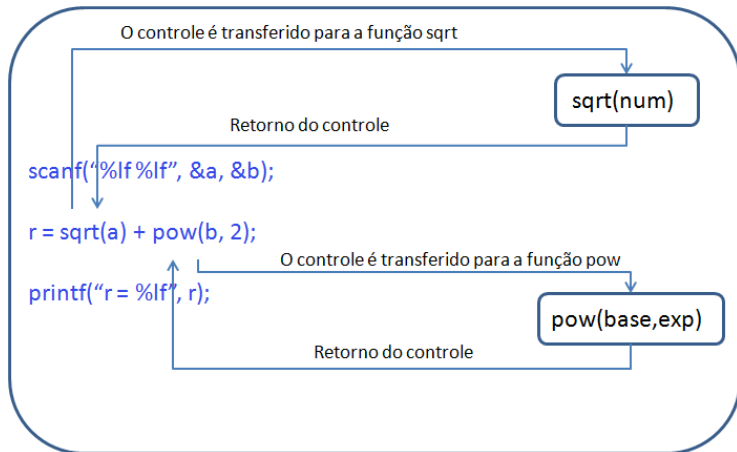 O controle é transferido para a função sqrt
sqrt(num)
Retorno do controle
scanf(“%lf %lf”, &a, &b);
r = sqrt(a) + pow(b, 2);
O controle é transferido para a função pow
printf(“r = %lf”, r);
pow(base,exp)
Retorno do controle